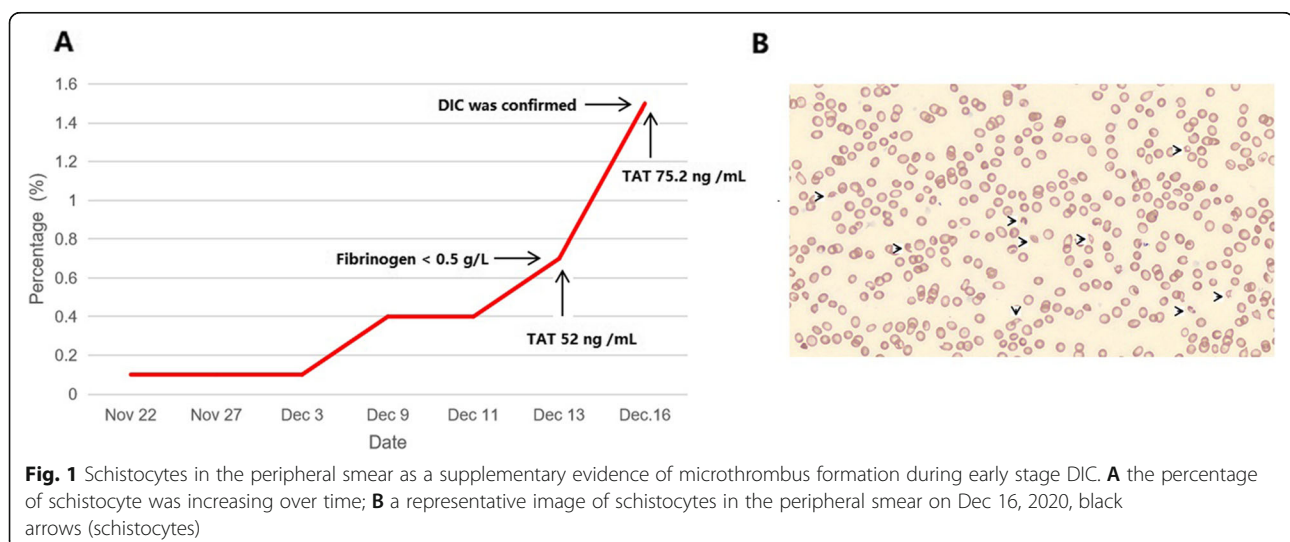 A
B
1.6
1.4
1.2
1
0.8
0.6
0.4
0.2
0
Percentage (%)
DIC was confirmed
TAT 75.2 ng /mL
Fibrinogen < 0.5 g/L
TAT 52 ng /mL
Nov 22 Nov 27 Dec 3 Dec 9 Dec 11 Dec 13 Dec.16
Date
Fig. 1 Schistocytes in the peripheral smear as a supplementary evidence of microthrombus formation during early stage DIC. A the percentage
of schistocyte was increasing over time; B a representative image of schistocytes in the peripheral smear on Dec 16, 2020, black
arrows (schistocytes)